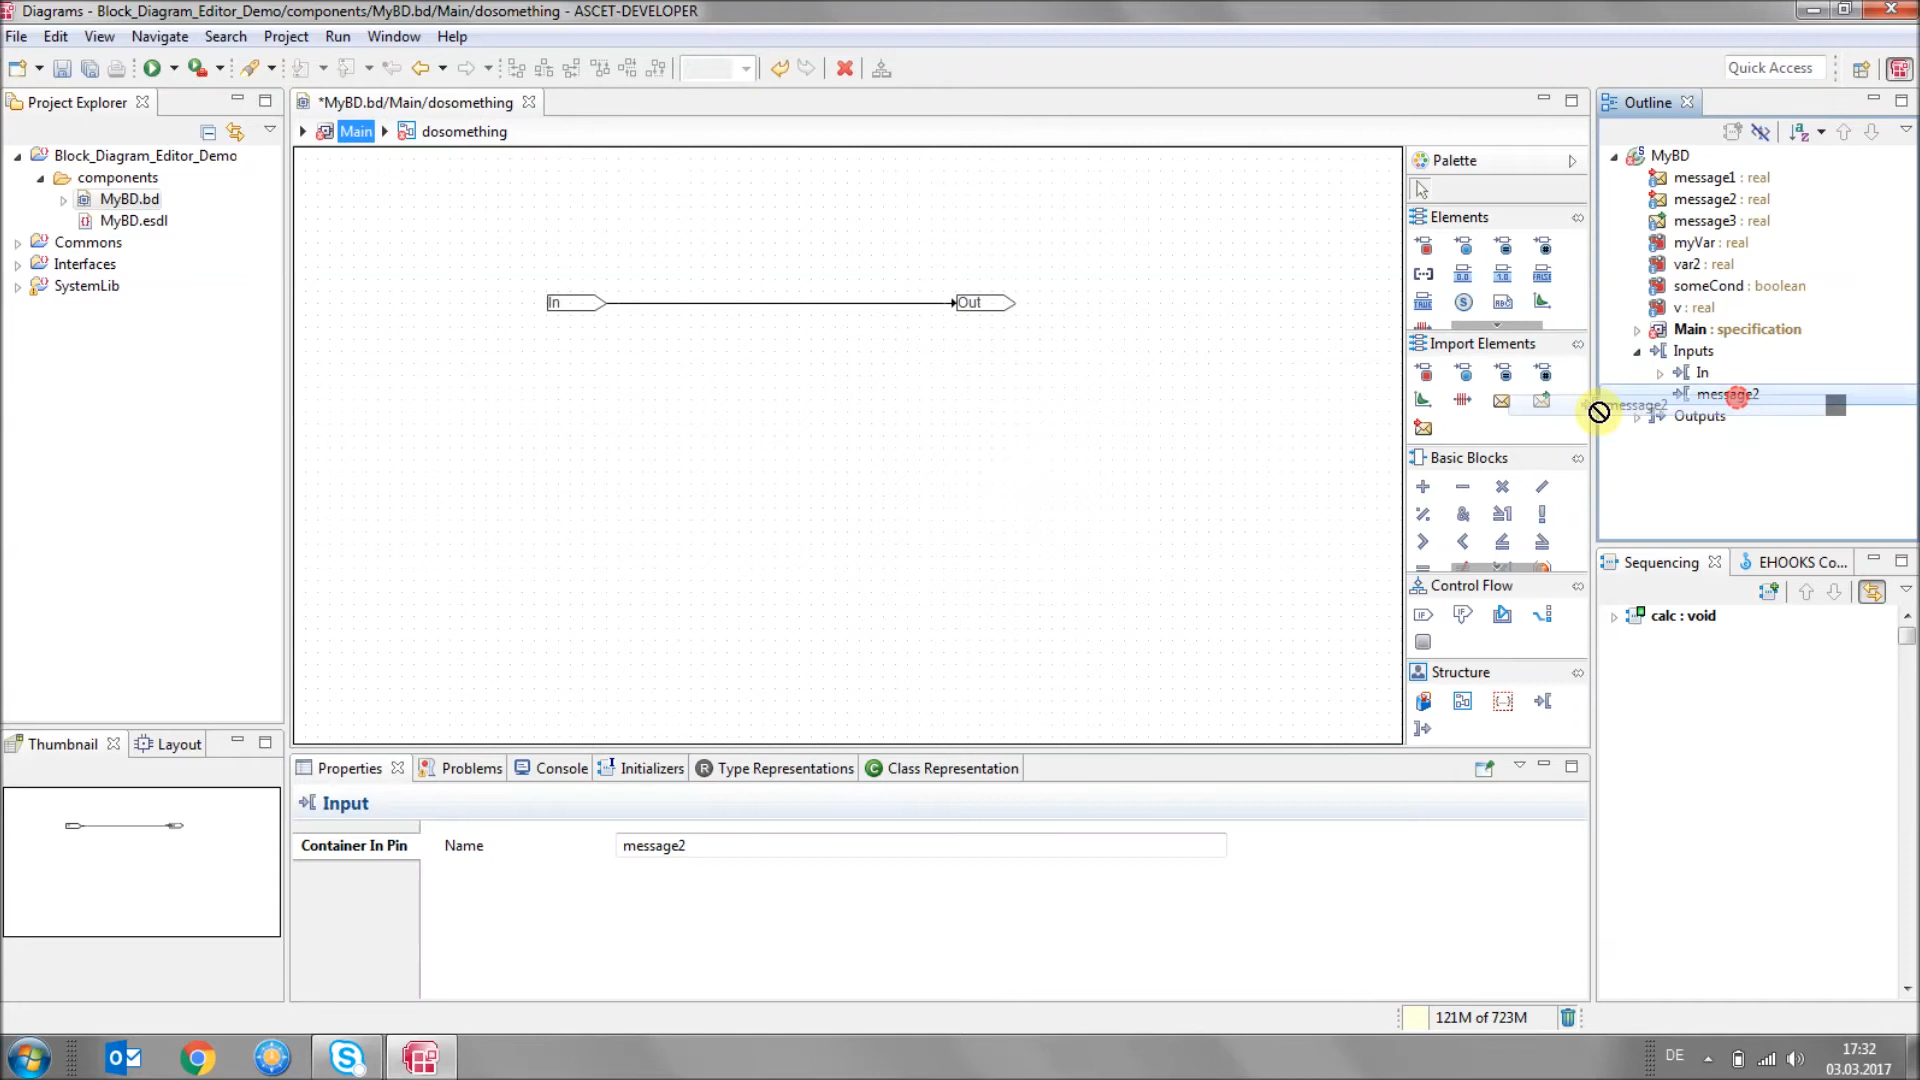 Diagrams - Block_Diagram_Editor_Demo/components/MyBD.bd/Main/dosomething - ASCET-DEVELOPER
File Edit View Navigate Search Project Run Window Help
Quick Access
Project Explorer
Block_Diagram_Editor_Demo
components
MyBD.bd
MyBD.esdl
Commons
Interfaces
SystemLib
*MyBD.bd/Main/dosomething
Main dosomething
In
Out
Palette
Elements
Import Elements
Basic Blocks
Control Flow
Structure
Outline
MyBD
message1 : real
message2 : real
message3 : real
myVar : real
var2 : real
someCond : boolean
v : real
Main : specification
Inputs
In
message2
message2
Outputs
Sequencing EHOOKS Co...
calc : void
Thumbnail Layout
Properties Problems Console Initializers Type Representations Class Representation
Input
Container In Pin
Name message2
121M of 723M
DE
17:32
03.03.2017